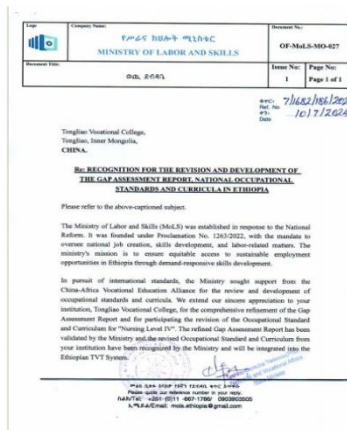 Logo
Company Name:
Document No.:
የሥራና ክህሎት ሚኒስቴር
MINISTRY OF LABOR AND SKILLS
OF-MoLS-MO-027
Document Title:
Issue No:
Page No:
ወጪ ደብዳቤ
1
Page 1 of 1
Ref. No
Date
10/7/2024
Tongliao Vocational College,
Tongliao, Inner Mongolia,
CHINA.
Re: RECOGNITION FOR THE REVISION AND DEVELOPMENT OF
THE GAP ASSESSMENT REPORT, NATIONAL OCCUPATIONAL
STANDARDS AND CURRICULA IN ETHIOPIA
Please refer to the above-captioned subject.
The Ministry of Labor and Skills (MoLS) was established in response to the National
Reform. It was founded under Proclamation No. 1263/2022, with the mandate to
oversee national job creation, skills development, and labor-related matters. The
ministry's mission is to ensure equitable access to sustainable employment
opportunities in Ethiopia through demand-responsive skills development.
In pursuit of international standards, the Ministry sought support from the
China-Africa Vocational Education Alliance for the review and development of
occupational standards and curricula. We extend our sincere appreciation to your
institution, Tongliao Vocational College, for the comprehensive refinement of the Gap
Assessment Report and for participating the revision of the Occupational Standard
and Curriculum for "Nursing Level IV". The refined Gap Assessment Report has been
validated by the Ministry and the revised Occupational Standard and Curriculum from
your institution have been recognized by the Ministry and will be integrated into
Ethiopian TVT System.
Please quote our reference number in your reply.
mols.ethiopia@gmail.com